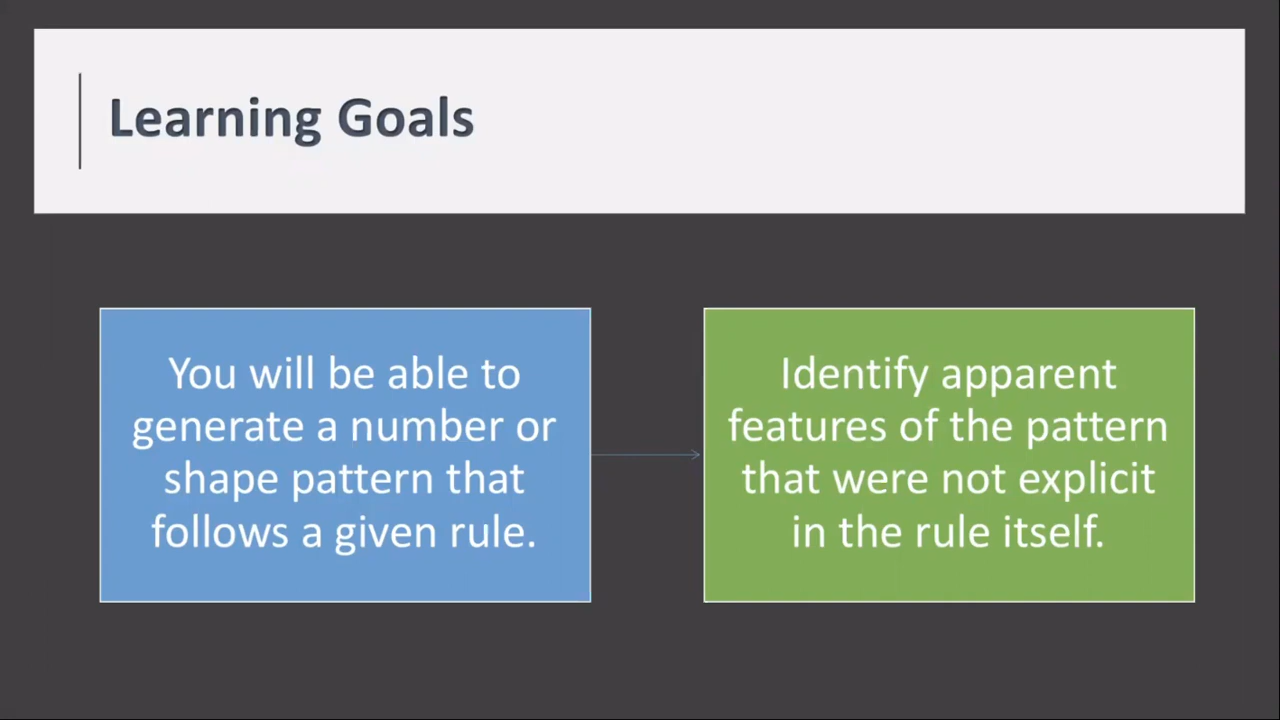 Learning Goals
You will be able to
generate a number or
shape pattern that
follows a given rule.
Identify apparent
features of the pattern
that were not explicit
in the rule itself.